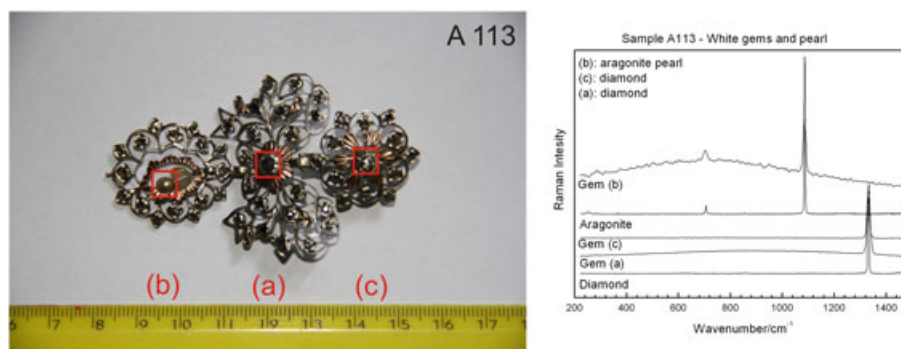 A 113
(b) (a) (c)
6 7 8 9 10 11 12 13 14 15 16 17 1
Sample A113 - White gems and pearl
(b): aragonite pearl
(c): diamond
(a): diamond
Raman Intesity
Gem (b)
Aragonite
Gem (c)
Gem (a)
Diamond
200 400 600 800 1000 1200 1400
Wavenumber/cm⁻¹